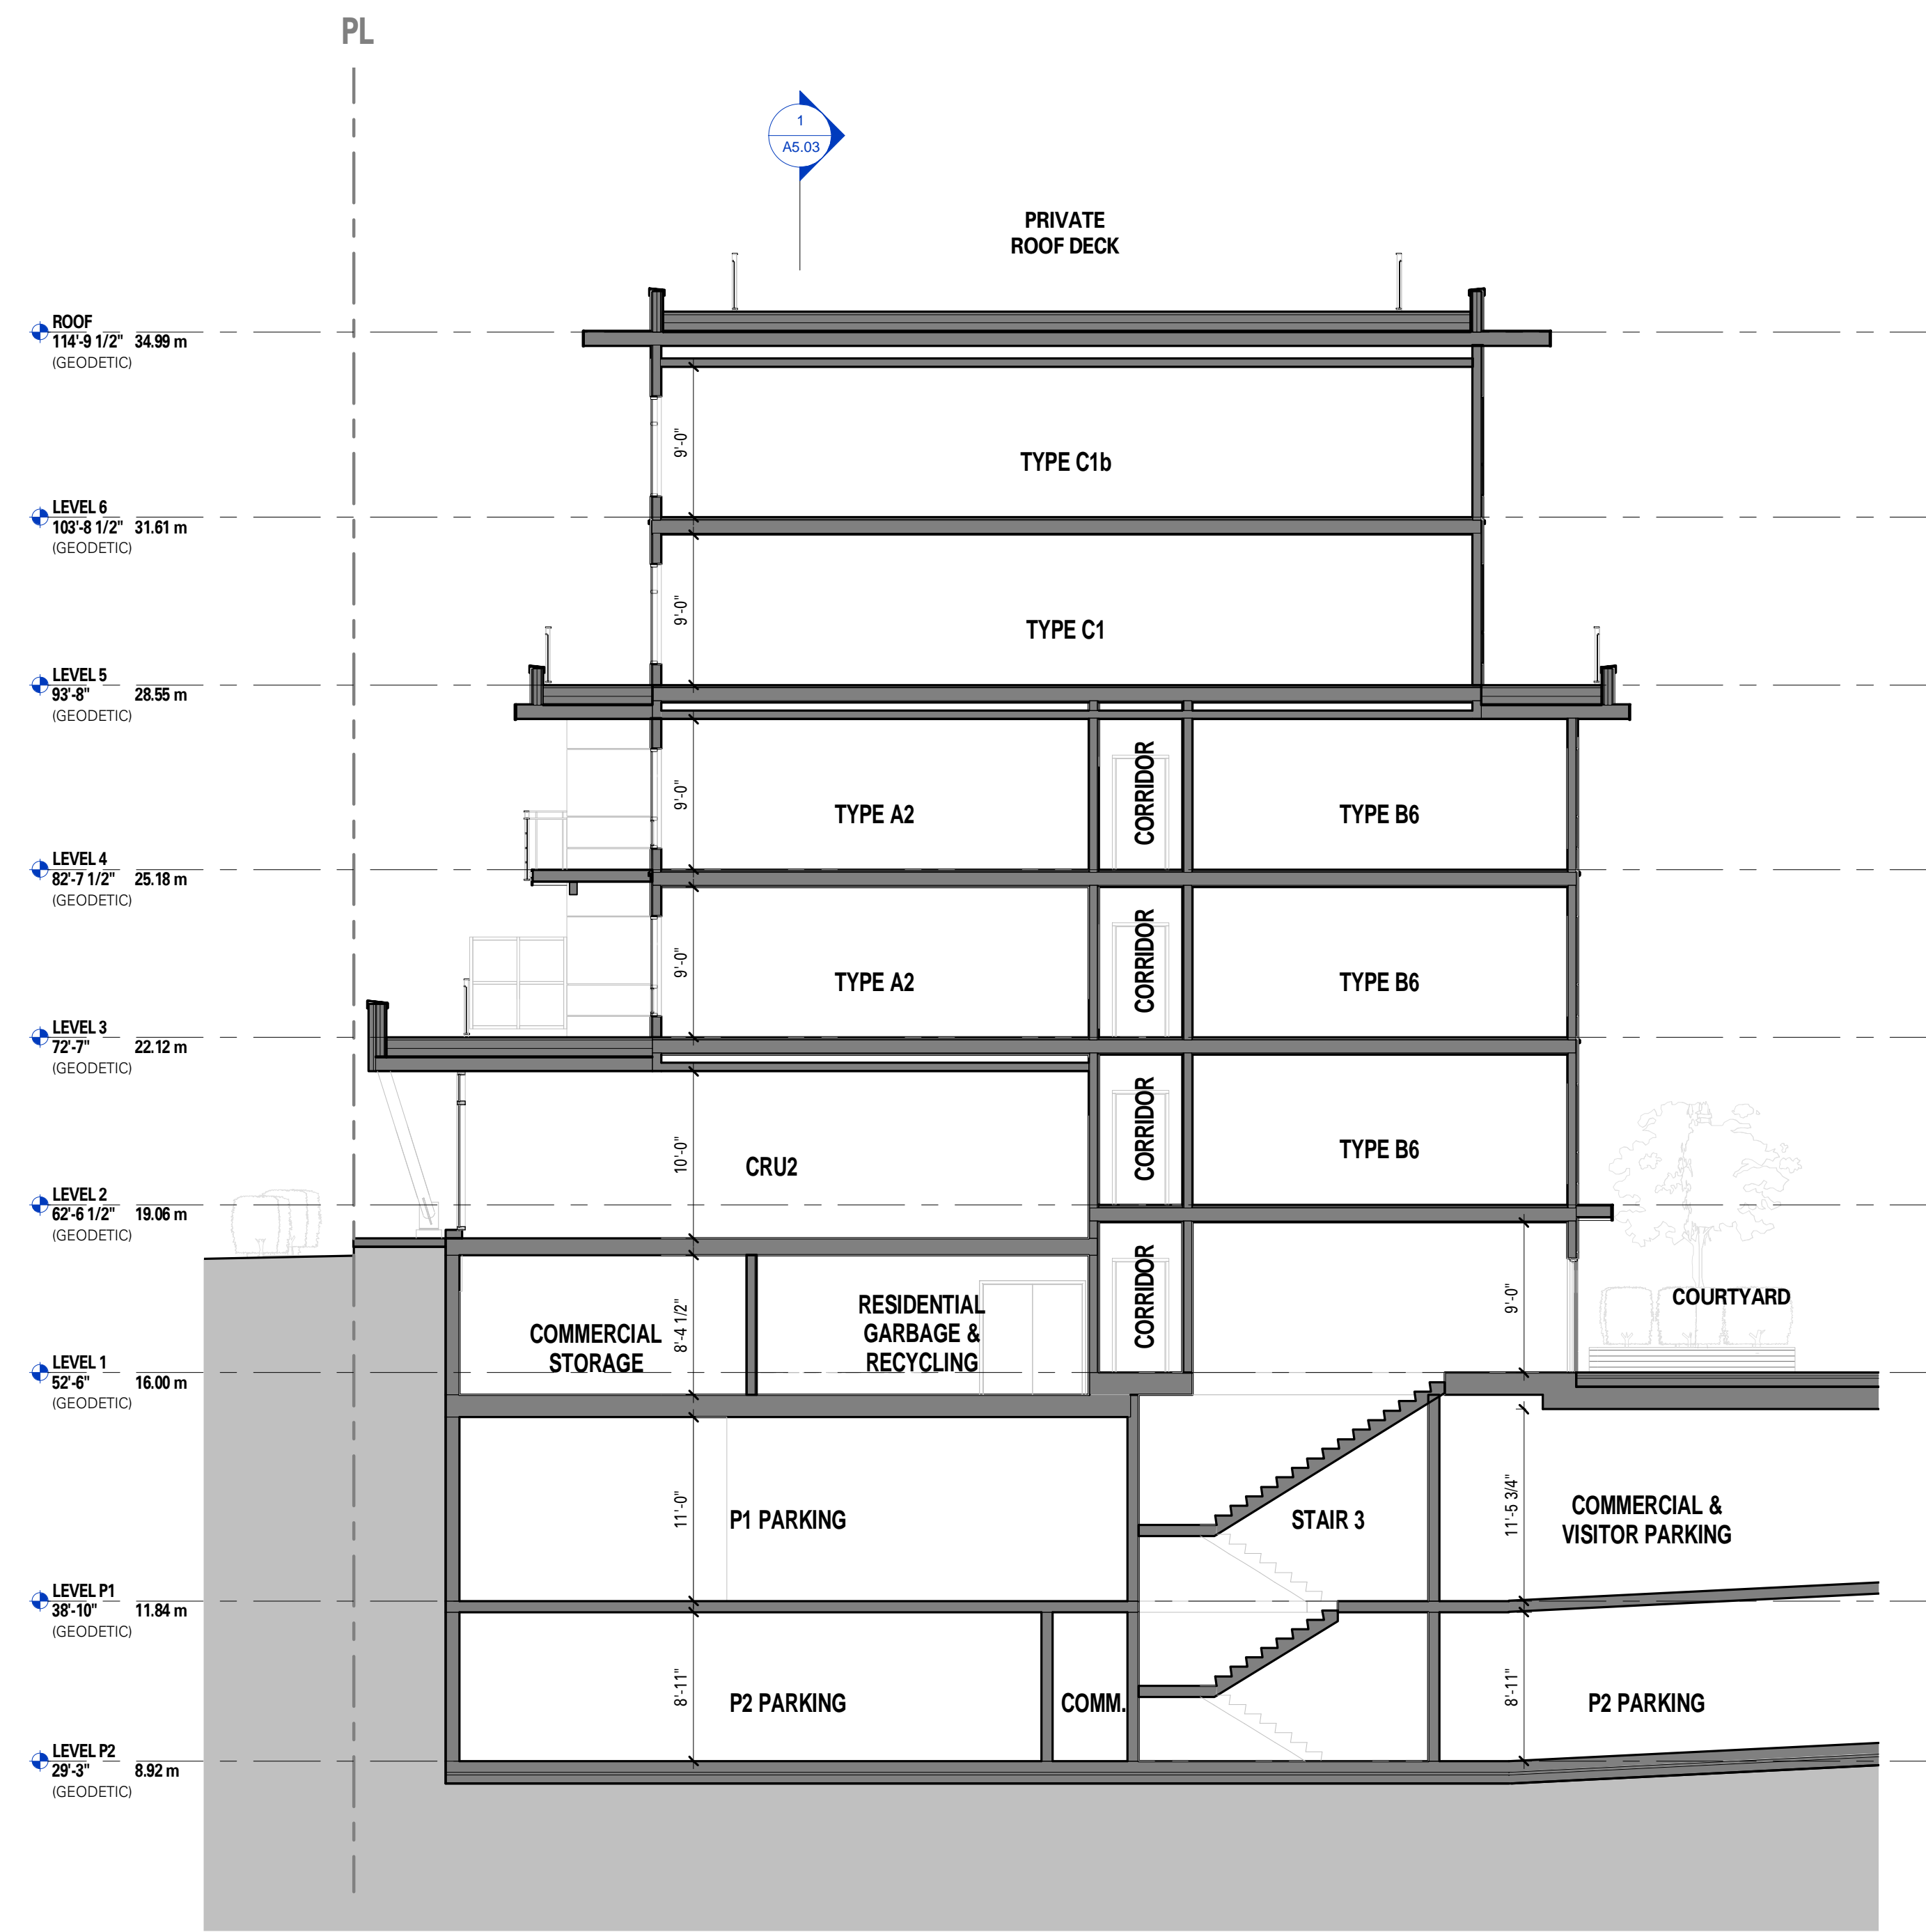 PL
1
A5.03
PRIVATE
ROOF DECK
ROOF
114'-9 1/2" 34.99 m
(GEODETIC)
9'-0"
TYPE C1b
LEVEL 6
103'-8 1/2" 31.61 m
(GEODETIC)
9'-0"
TYPE C1
LEVEL 5
93'-8" 28.55 m
(GEODETIC)
9'-0"
TYPE A2
CORRIDOR
TYPE B6
LEVEL 4
82'-7 1/2" 25.18 m
(GEODETIC)
9'-0"
TYPE A2
CORRIDOR
TYPE B6
LEVEL 3
72'-7" 22.12 m
(GEODETIC)
10'-0"
CRU2
CORRIDOR
TYPE B6
LEVEL 2
62'-6 1/2" 19.06 m
(GEODETIC)
COMMERCIAL
STORAGE
8'-4 1/2"
RESIDENTIAL
GARBAGE &
RECYCLING
CORRIDOR
9'-0"
COURTYARD
LEVEL 1
52'-6" 16.00 m
(GEODETIC)
11'-0"
P1 PARKING
STAIR 3
11'-5 3/4"
COMMERCIAL &
VISITOR PARKING
LEVEL P1
38'-10" 11.84 m
(GEODETIC)
8'-11"
P2 PARKING
COMM.
8'-11"
P2 PARKING
LEVEL P2
29'-3" 8.92 m
(GEODETIC)